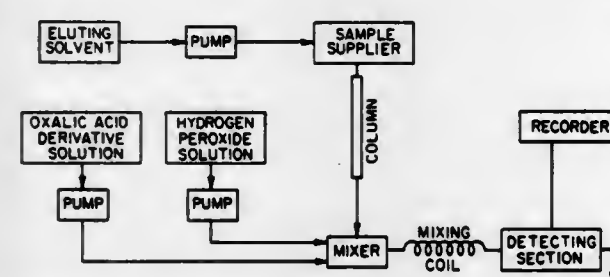 ELUTING
SOLVENT
PUMP
SAMPLE
SUPPLIER
COLUMN
OXALIC ACID
DERIVATIVE
SOLUTION
HYDROGEN
PEROXIDE
SOLUTION
RECORDER
PUMP
PUMP
MIXER
MIXING
COIL
DETECTING
SECTION